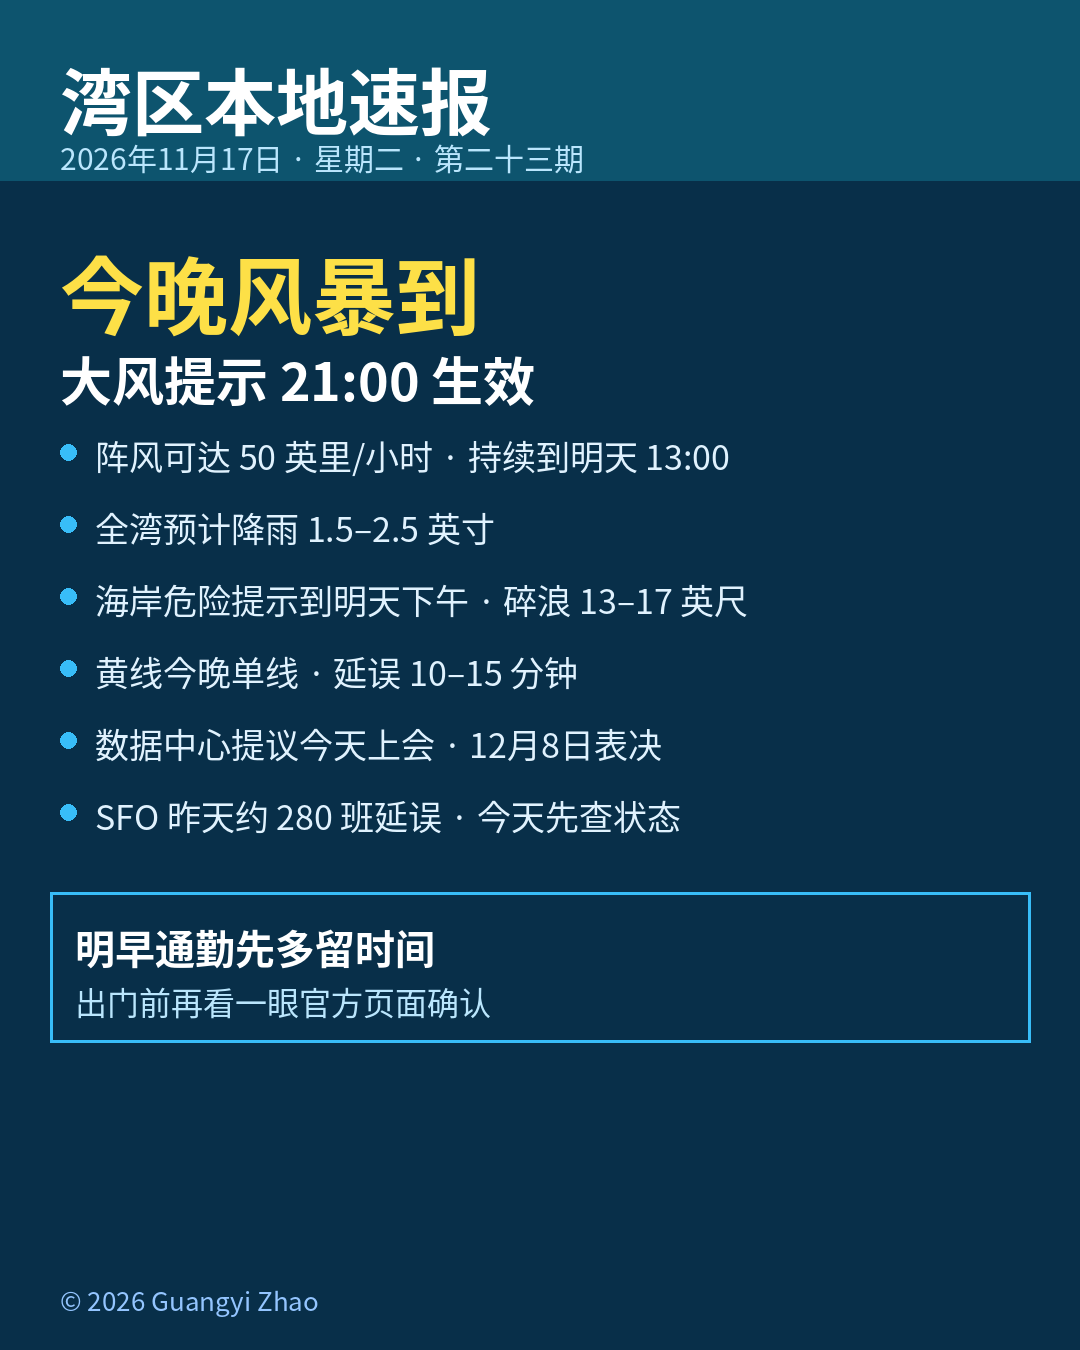 湾区本地速报
2026年11月17日 · 星期二 · 第二十三期
今晚风暴到
大风提示 21:00 生效
阵风可达 50 英里/小时 · 持续到明天 13:00
全湾预计降雨 1.5–2.5 英寸
海岸危险提示到明天下午 · 碎浪 13–17 英尺
黄线今晚单线 · 延误 10–15 分钟
数据中心提议今天上会 · 12月8日表决
SFO 昨天约 280 班延误 · 今天先查状态
明早通勤先多留时间
出门前再看一眼官方页面确认
© 2026 Guangyi Zhao